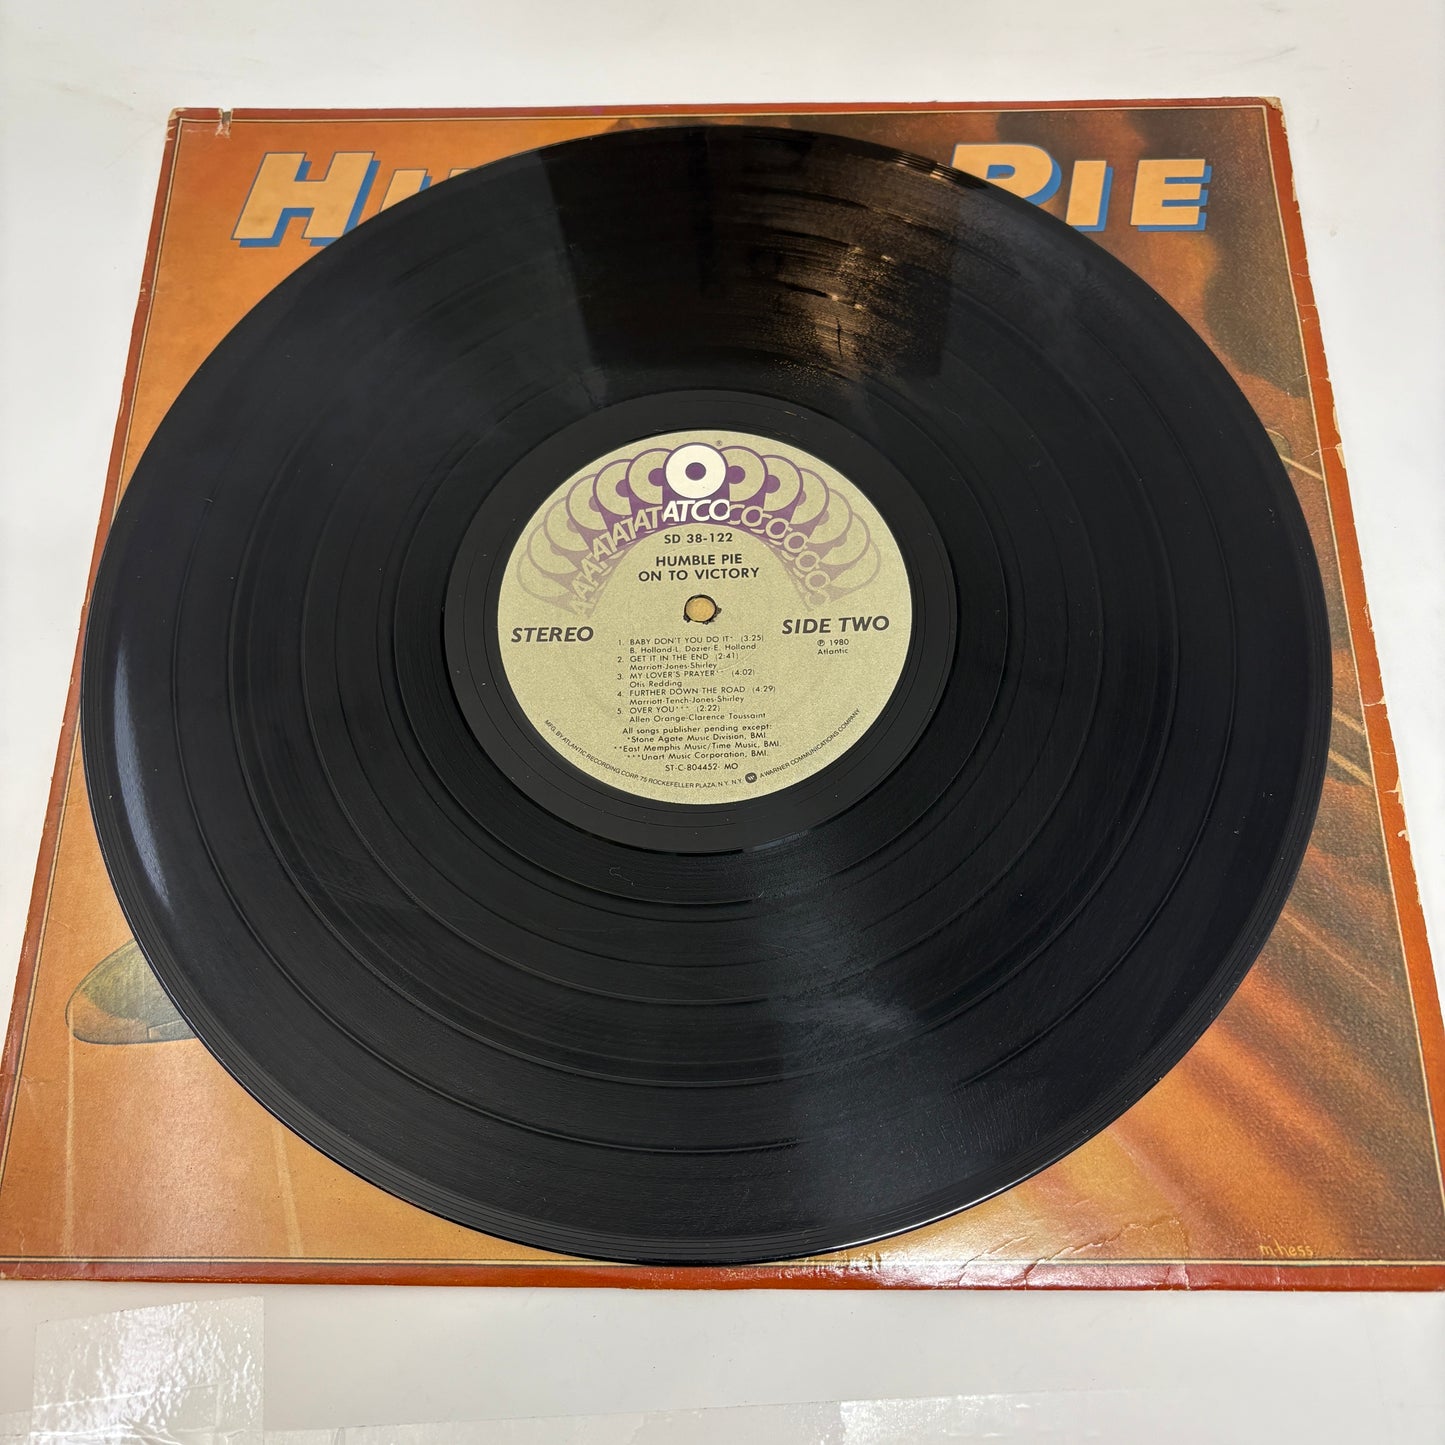 HU
PIE
ATCO
SD 38-122
HUMBLE PIE
ON TO VICTORY
STEREO
SIDE TWO
℗ 1980
Atlantic
1. BABY DON'T YOU DO IT* (3:25)
B. Holland-L. Dozier-E. Holland
2. GET IT IN THE END (2:41)
Marriott-Jones-Shirley
3. MY LOVER'S PRAYER** (4:02)
Otis Redding
4. FURTHER DOWN THE ROAD (4:29)
Marriott-Tench-Jones-Shirley
5. OVER YOU*** (2:22)
Allen Orange-Clarence Toussaint
All songs publisher pending except:
*Stone Agate Music Division, BMI.
**East Memphis Music/Time Music, BMI.
***Unart Music Corporation, BMI.
ST-C-804452- MO
MFG. BY ATLANTIC RECORDING CORP. 75 ROCKEFELLER PLAZA, N.Y. N.Y. W A WARNER COMMUNICATIONS COMPANY
m·hess